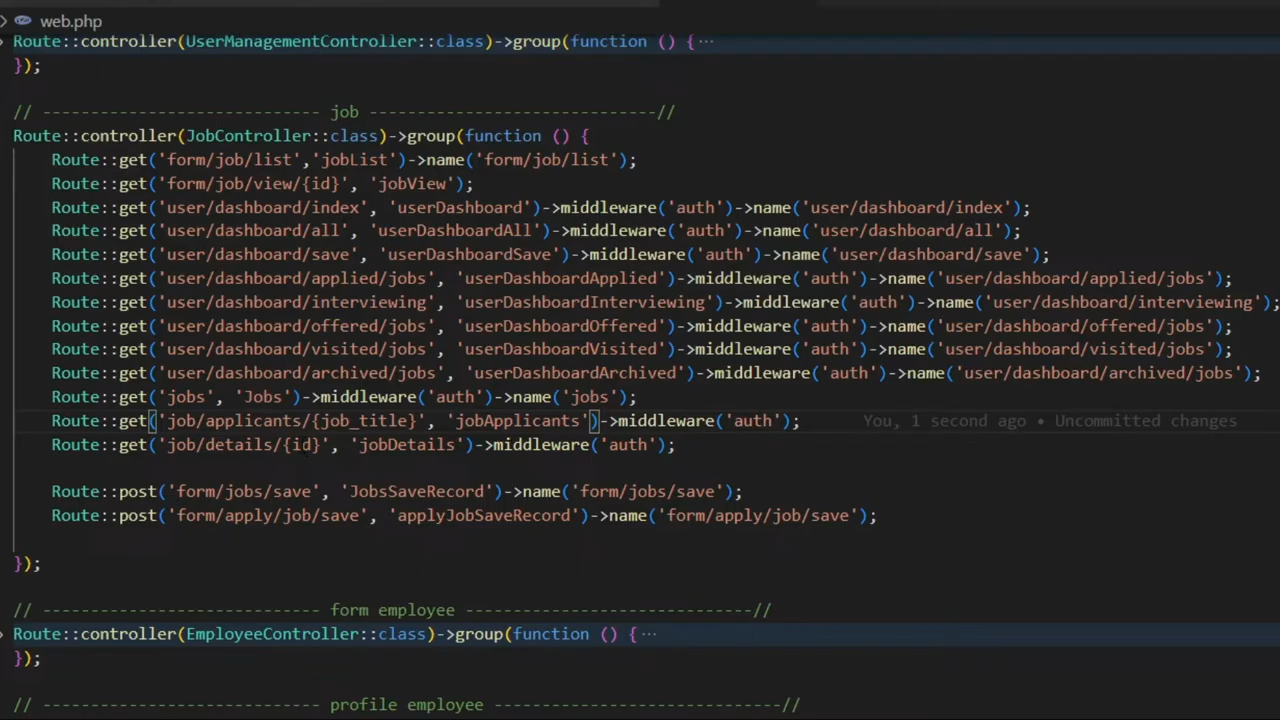 web.php
Route::controller(UserManagementController::class)->group(function () { ···
});
// ---------------------------- job ------------------------------//
Route::controller(JobController::class)->group(function () {
Route::get('form/job/list','jobList')->name('form/job/list');
Route::get('form/job/view/{id}', 'jobView');
Route::get('user/dashboard/index', 'userDashboard')->middleware('auth')->name('user/dashboard/index');
Route::get('user/dashboard/all', 'userDashboardAll')->middleware('auth')->name('user/dashboard/all');
Route::get('user/dashboard/save', 'userDashboardSave')->middleware('auth')->name('user/dashboard/save');
Route::get('user/dashboard/applied/jobs', 'userDashboardApplied')->middleware('auth')->name('user/dashboard/applied/jobs');
Route::get('user/dashboard/interviewing', 'userDashboardInterviewing')->middleware('auth')->name('user/dashboard/interviewing');
Route::get('user/dashboard/offered/jobs', 'userDashboardOffered')->middleware('auth')->name('user/dashboard/offered/jobs');
Route::get('user/dashboard/visited/jobs', 'userDashboardVisited')->middleware('auth')->name('user/dashboard/visited/jobs');
Route::get('user/dashboard/archived/jobs', 'userDashboardArchived')->middleware('auth')->name('user/dashboard/archived/jobs');
Route::get('jobs', 'Jobs')->middleware('auth')->name('jobs');
Route::get('job/applicants/{job_title}', 'jobApplicants')->middleware('auth'); You, 1 second ago • Uncommitted changes
Route::get('job/details/{id}', 'jobDetails')->middleware('auth');
Route::post('form/jobs/save', 'JobsSaveRecord')->name('form/jobs/save');
Route::post('form/apply/job/save', 'applyJobSaveRecord')->name('form/apply/job/save');
});
// ---------------------------- form employee ------------------------------//
Route::controller(EmployeeController::class)->group(function () { ···
});
// ---------------------------- profile employee ------------------------------//